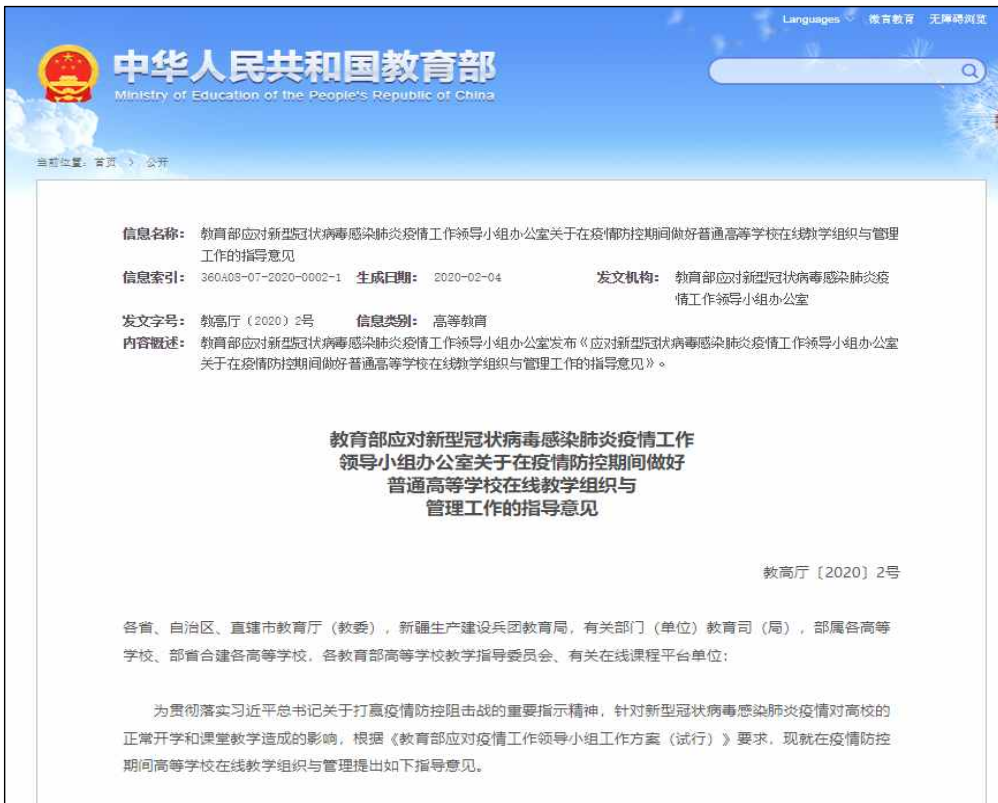 Languages 微言教育 无障碍浏览
中华人民共和国教育部
Ministry of Education of the People's Republic of China
当前位置：首页 > 公开
信息名称： 教育部应对新型冠状病毒感染肺炎疫情工作领导小组办公室关于在疫情防控期间做好普通高等学校在线教学组织与管理
工作的指导意见
信息索引： 360A08-07-2020-0002-1 生成日期： 2020-02-04 发文机构： 教育部应对新型冠状病毒感染肺炎疫
情工作领导小组办公室
发文字号： 教高厅〔2020〕2号 信息类别： 高等教育
内容概述： 教育部应对新型冠状病毒感染肺炎疫情工作领导小组办公室发布《应对新型冠状病毒感染肺炎疫情工作领导小组办公室
关于在疫情防控期间做好普通高等学校在线教学组织与管理工作的指导意见》。
教育部应对新型冠状病毒感染肺炎疫情工作
领导小组办公室关于在疫情防控期间做好
普通高等学校在线教学组织与
管理工作的指导意见
教高厅〔2020〕2号
各省、自治区、直辖市教育厅（教委），新疆生产建设兵团教育局，有关部门（单位）教育司（局），部属各高等
学校、部省合建各高等学校，各教育部高等学校教学指导委员会、有关在线课程平台单位：
为贯彻落实习近平总书记关于打赢疫情防控阻击战的重要指示精神，针对新型冠状病毒感染肺炎疫情对高校的
正常开学和课堂教学造成的影响，根据《教育部应对疫情工作领导小组工作方案（试行）》要求，现就在疫情防控
期间高等学校在线教学组织与管理提出如下指导意见。